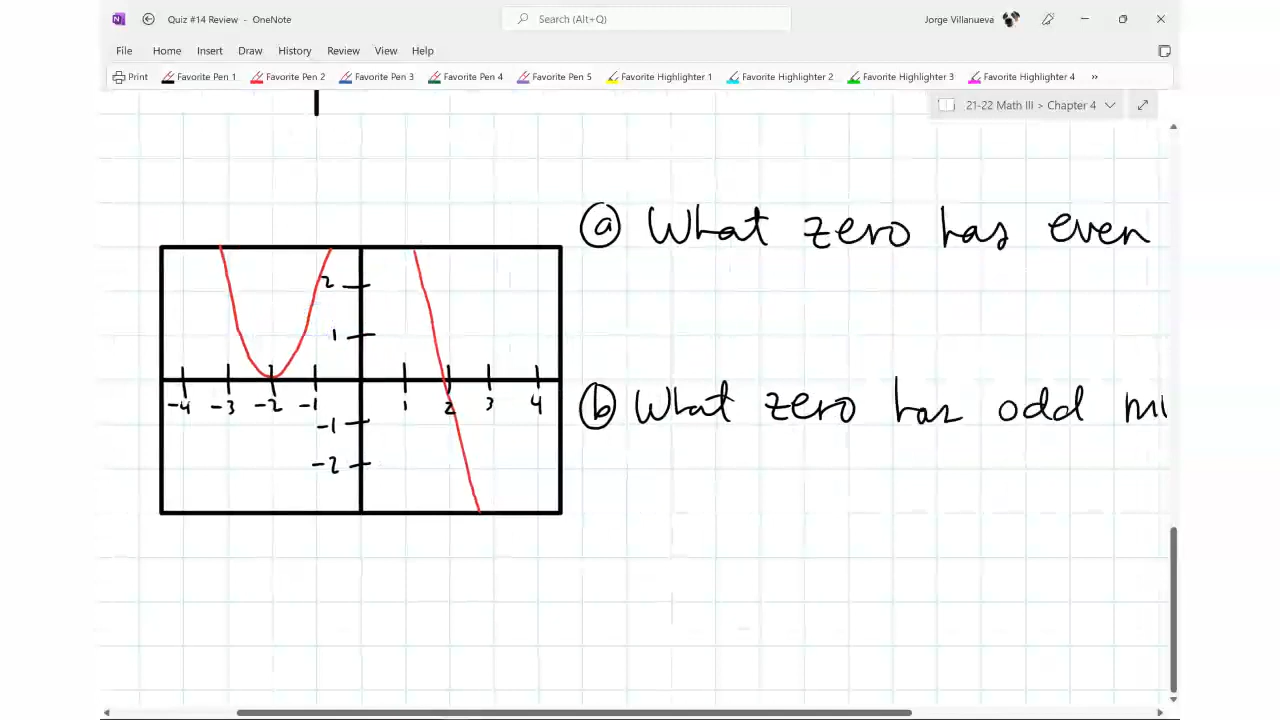 Quiz #14 Review - OneNote
Search (Alt+Q)
Jorge Villanueva
File Home Insert Draw History Review View Help
Print Favorite Pen 1 Favorite Pen 2 Favorite Pen 3 Favorite Pen 4 Favorite Pen 5 Favorite Highlighter 1 Favorite Highlighter 2 Favorite Highlighter 3 Favorite Highlighter 4 »
21-22 Math III > Chapter 4
ⓐ What zero has even
2
1
-4 -3 -2 -1 1 2 3 4
-1
-2
ⓑ What zero has odd